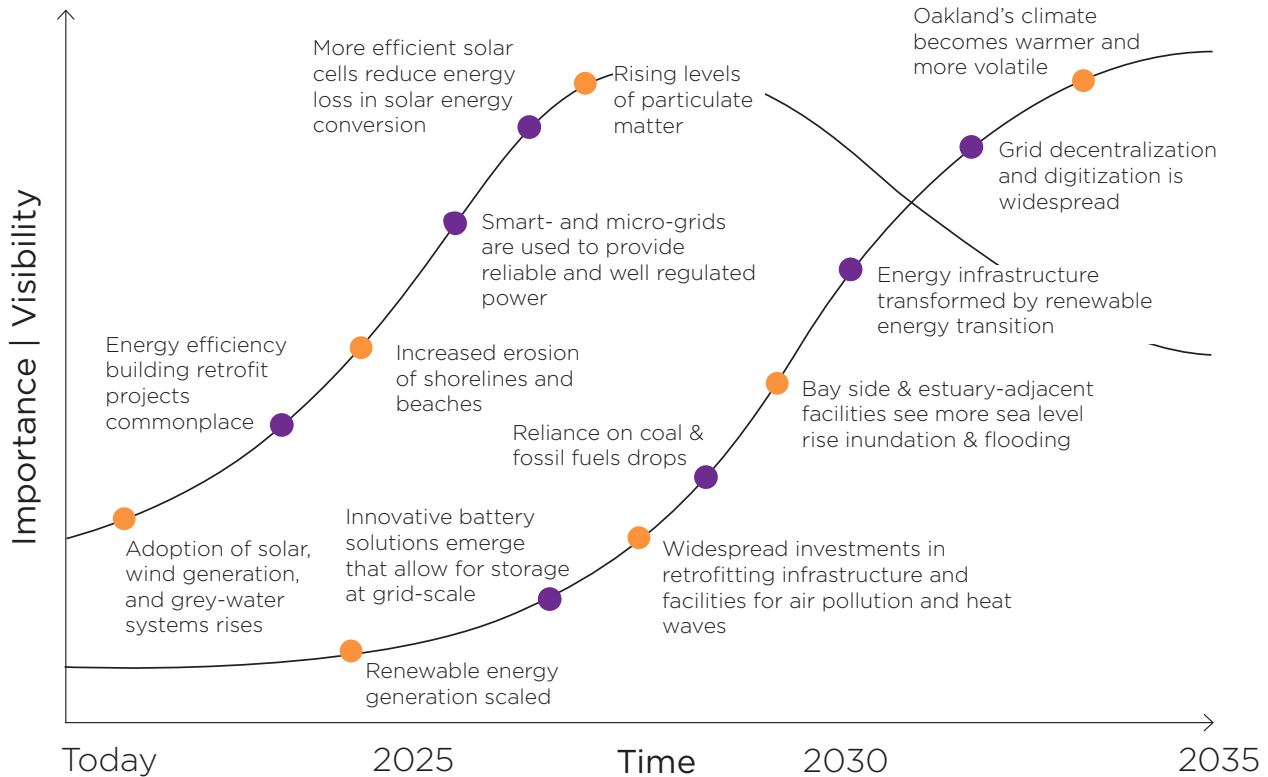 Oakland’s climate
becomes warmer and
more volatile
More efficient solar
cells reduce energy
loss in solar energy
conversion
Rising levels
of particulate
matter
Grid decentralization
and digitization is
widespread
Smart- and micro-grids
are used to provide
reliable and well regulated
power
Energy infrastructure
transformed by renewable
energy transition
Importance | Visibility
Energy efficiency
building retrofit
projects
commonplace
Increased erosion
of shorelines and
beaches
Bay side & estuary-adjacent
facilities see more sea level
rise inundation & flooding
Reliance on coal &
fossil fuels drops
Innovative battery
solutions emerge
that allow for storage
at grid-scale
Adoption of solar,
wind generation,
and grey-water
systems rises
Widespread investments in
retrofitting infrastructure and
facilities for air pollution and heat
waves
Renewable energy
generation scaled
Today
2025
Time
2030
2035